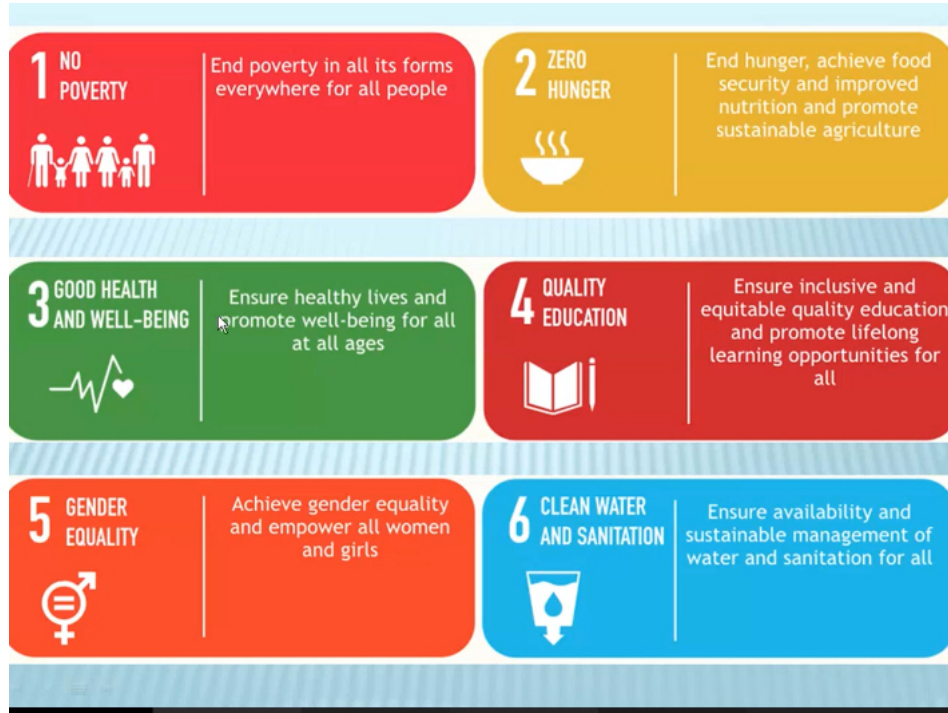 1 NO
POVERTY
End poverty in all its forms
everywhere for all people
2 ZERO
HUNGER
End hunger, achieve food
security and improved
nutrition and promote
sustainable agriculture
3 GOOD HEALTH
AND WELL-BEING
Ensure healthy lives and
promote well-being for all
at all ages
4 QUALITY
EDUCATION
Ensure inclusive and
equitable quality education
and promote lifelong
learning opportunities for
all
5 GENDER
EQUALITY
Achieve gender equality
and empower all women
and girls
6 CLEAN WATER
AND SANITATION
Ensure availability and
sustainable management of
water and sanitation for all